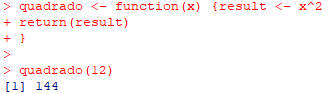 > quadrado <- function(x) {result <- x^2
+ return(result)
+ }
>
> quadrado(12)
[1] 144